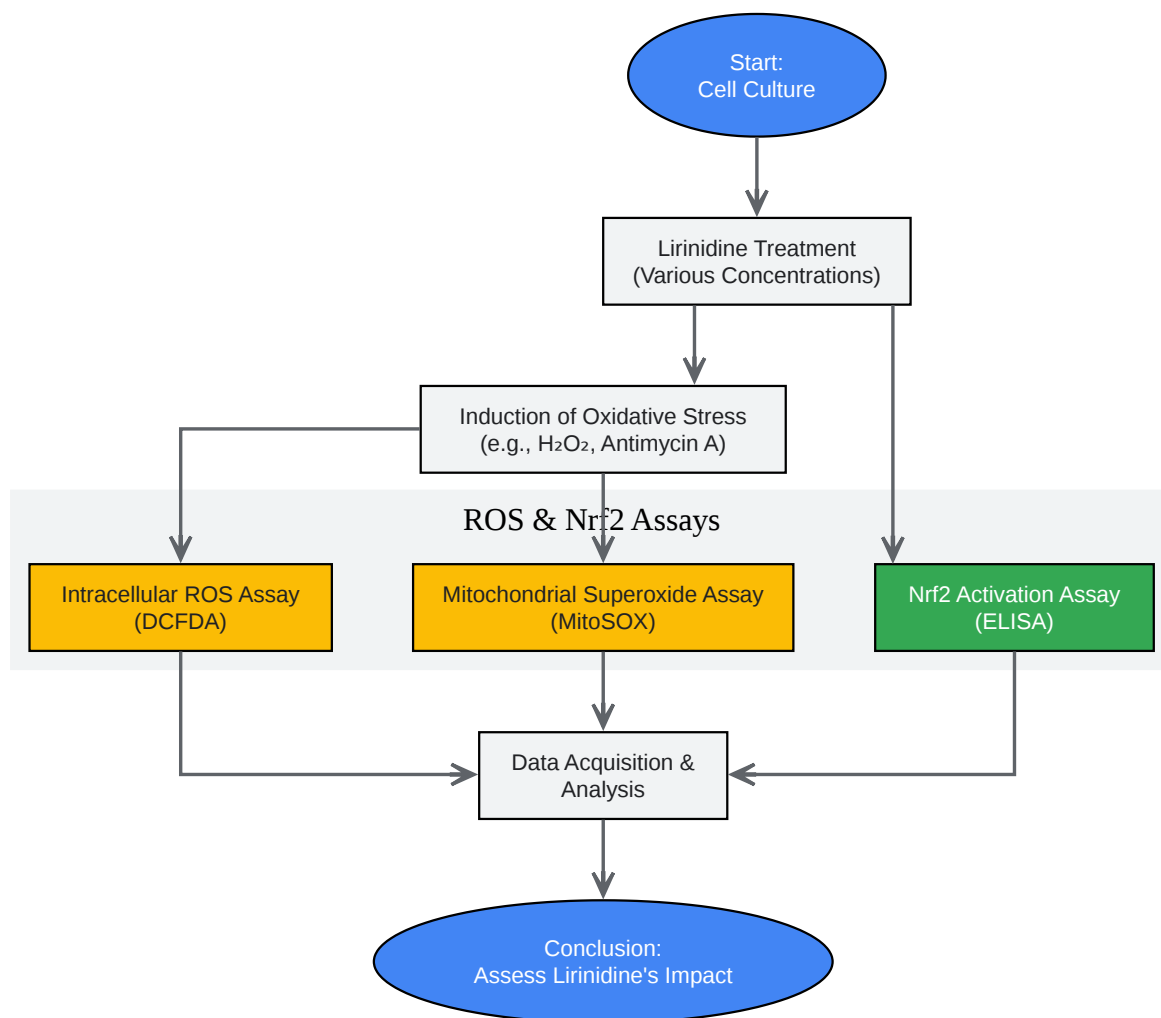 Start:
Cell Culture
Lirinidine Treatment
(Various Concentrations)
Induction of Oxidative Stress
(e.g., H₂O₂, Antimycin A)
ROS & Nrf2 Assays
Intracellular ROS Assay
(DCFDA)
Mitochondrial Superoxide Assay
(MitoSOX)
Nrf2 Activation Assay
(ELISA)
Data Acquisition &
Analysis
Conclusion:
Assess Lirinidine's Impact